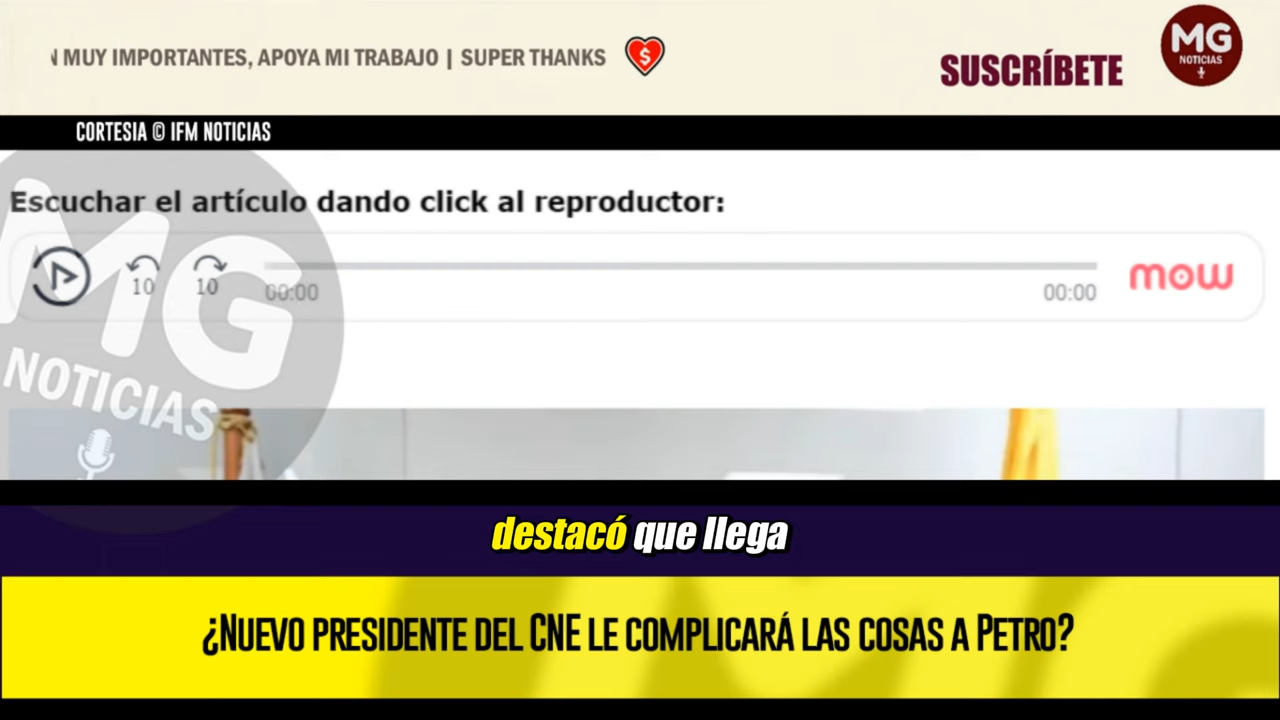 N MUY IMPORTANTES, APOYA MI TRABAJO | SUPER THANKS
SUSCRÍBETE
MG
NOTICIAS
CORTESIA © IFM NOTICIAS
Escuchar el artículo dando click al reproductor:
10
10
00:00
00:00
mow
MG
NOTICIAS
destacó que llega
¿NUEVO PRESIDENTE DEL CNE LE COMPLICARÁ LAS COSAS A PETRO?